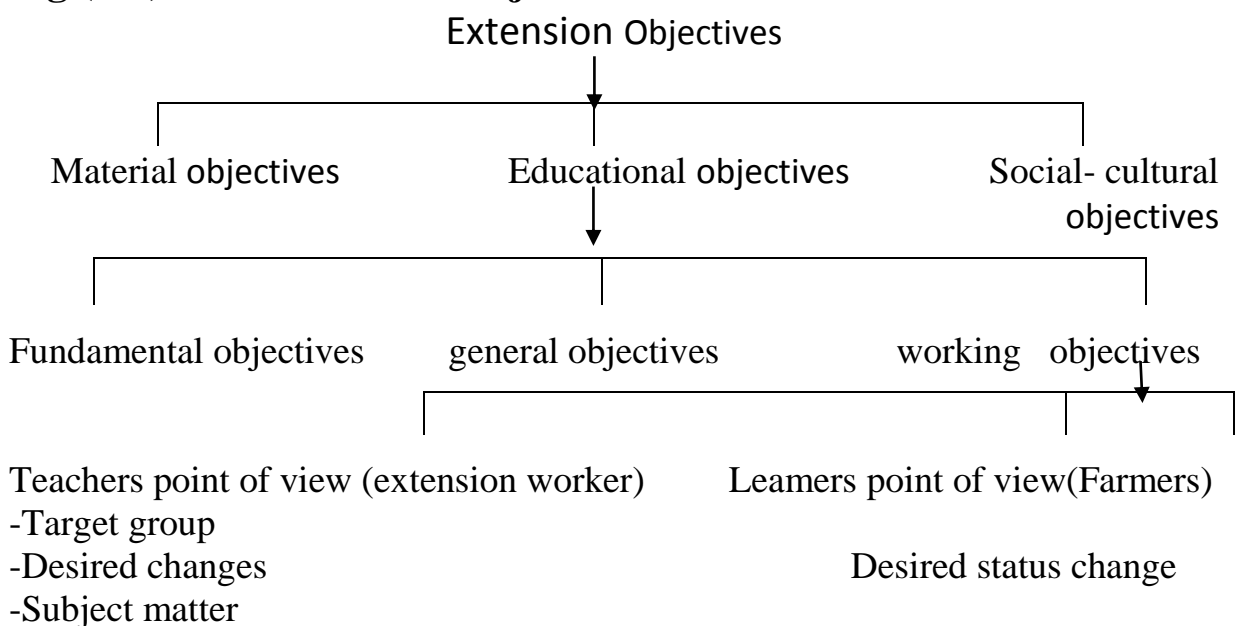 Extension Objectives
Material objectives Educational objectives Social- cultural
objectives
Fundamental objectives general objectives working objectives
Teachers point of view (extension worker) Leamers point of view(Farmers)
-Target group
-Desired changes Desired status change
-Subject matter